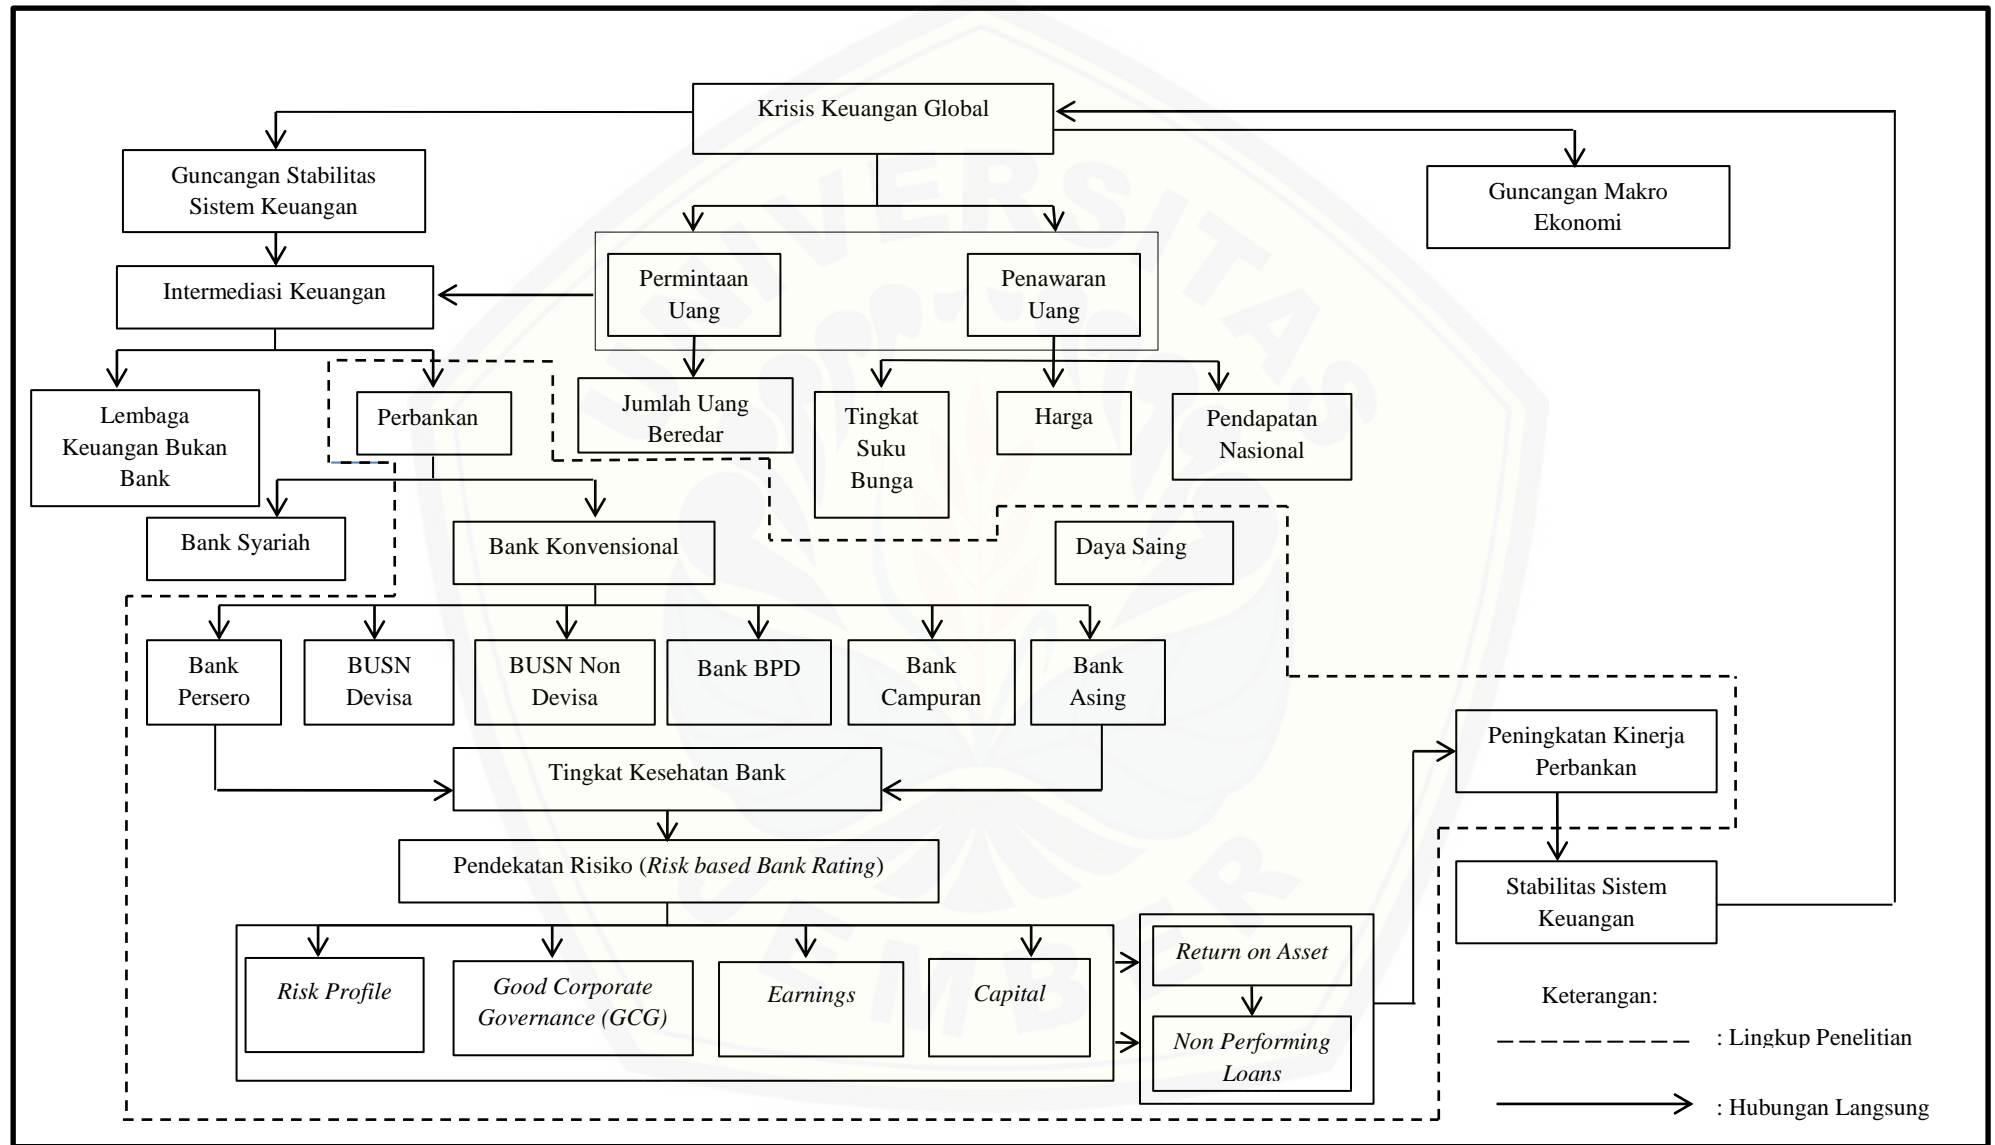 Krisis Keuangan Global
Guncangan Stabilitas
Sistem Keuangan
Guncangan Makro
Ekonomi
Intermediasi Keuangan
Permintaan
Uang
Penawaran
Uang
Lembaga
Keuangan Bukan
Bank
Perbankan
Jumlah Uang
Beredar
Tingkat
Suku
Bunga
Harga
Pendapatan
Nasional
Bank Syariah
Bank Konvensional
Daya Saing
Bank
Persero
BUSN
Devisa
BUSN Non
Devisa
Bank BPD
Bank
Campuran
Bank
Asing
Tingkat Kesehatan Bank
Peningkatan Kinerja
Perbankan
Pendekatan Risiko (Risk based Bank Rating)
Stabilitas Sistem
Keuangan
Risk Profile
Good Corporate
Governance (GCG)
Earnings
Capital
Return on Asset
Non Performing
Loans
Keterangan:
: Lingkup Penelitian
: Hubungan Langsung
UNIVERSITAS
JEMBER